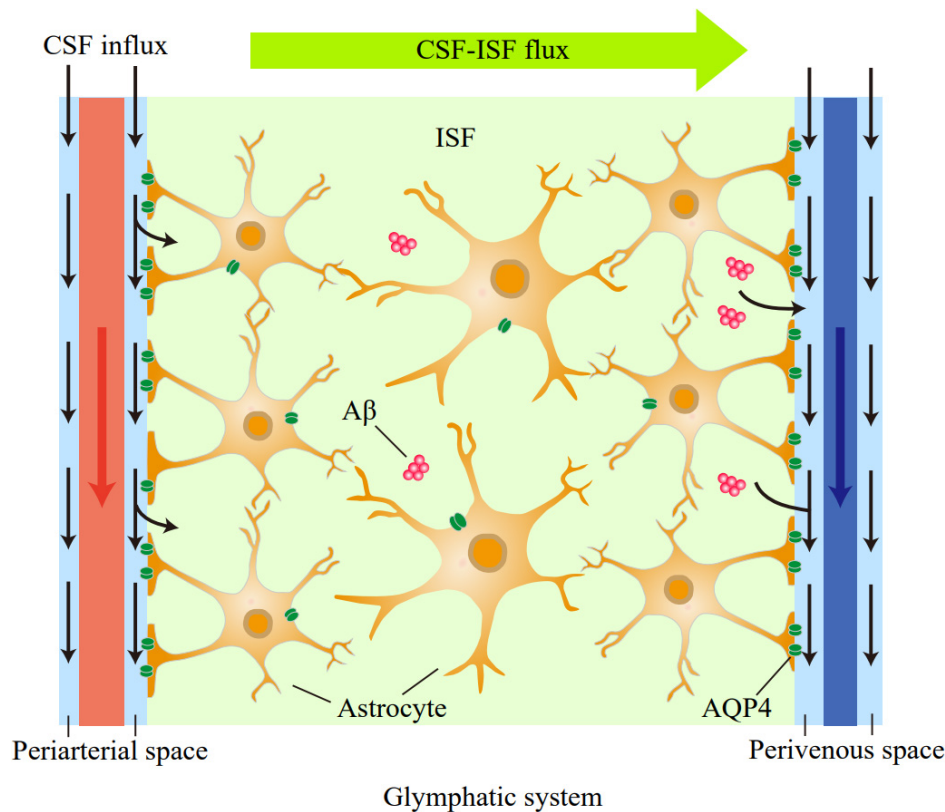 CSF influx
CSF-ISF flux
ISF
Aβ
Astrocyte
AQP4
Periarterial space
Perivenous space
Glymphatic system